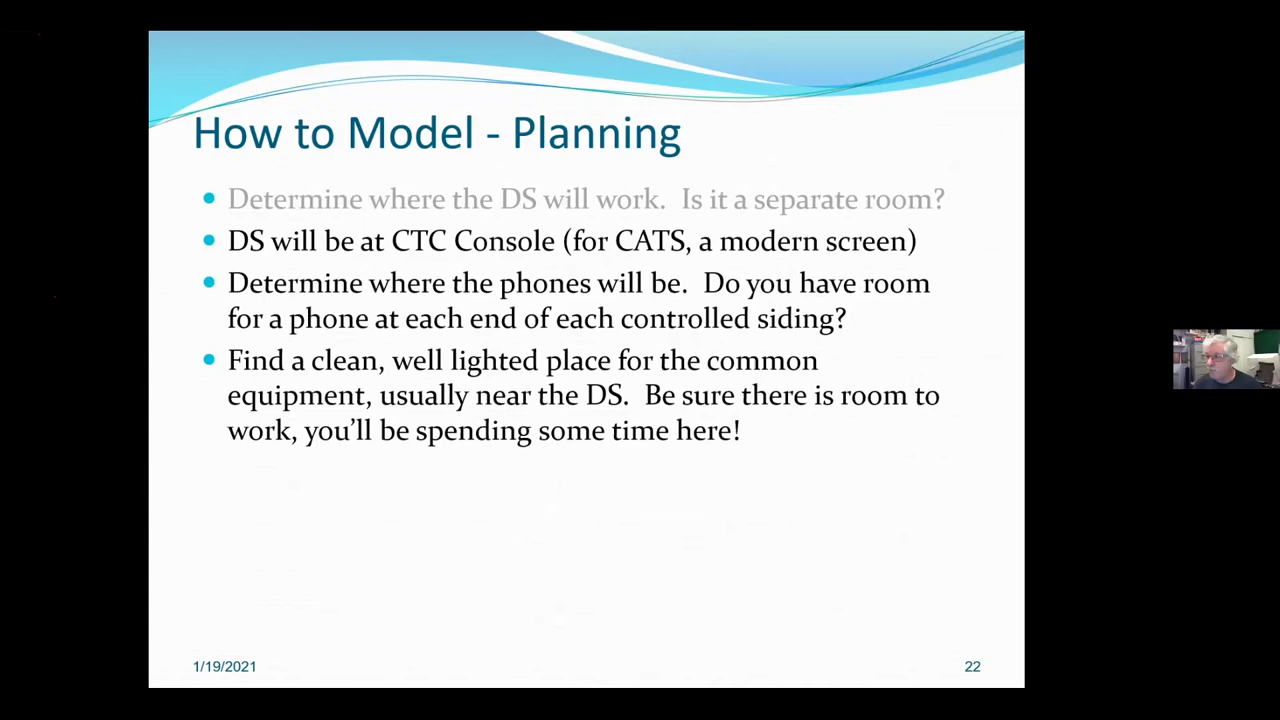 How to Model - Planning
Determine where the DS will work.  Is it a separate room?
DS will be at CTC Console (for CATS, a modern screen)
Determine where the phones will be.  Do you have room
for a phone at each end of each controlled siding?
Find a clean, well lighted place for the common
equipment, usually near the DS.  Be sure there is room to
work, you’ll be spending some time here!
1/19/2021
22